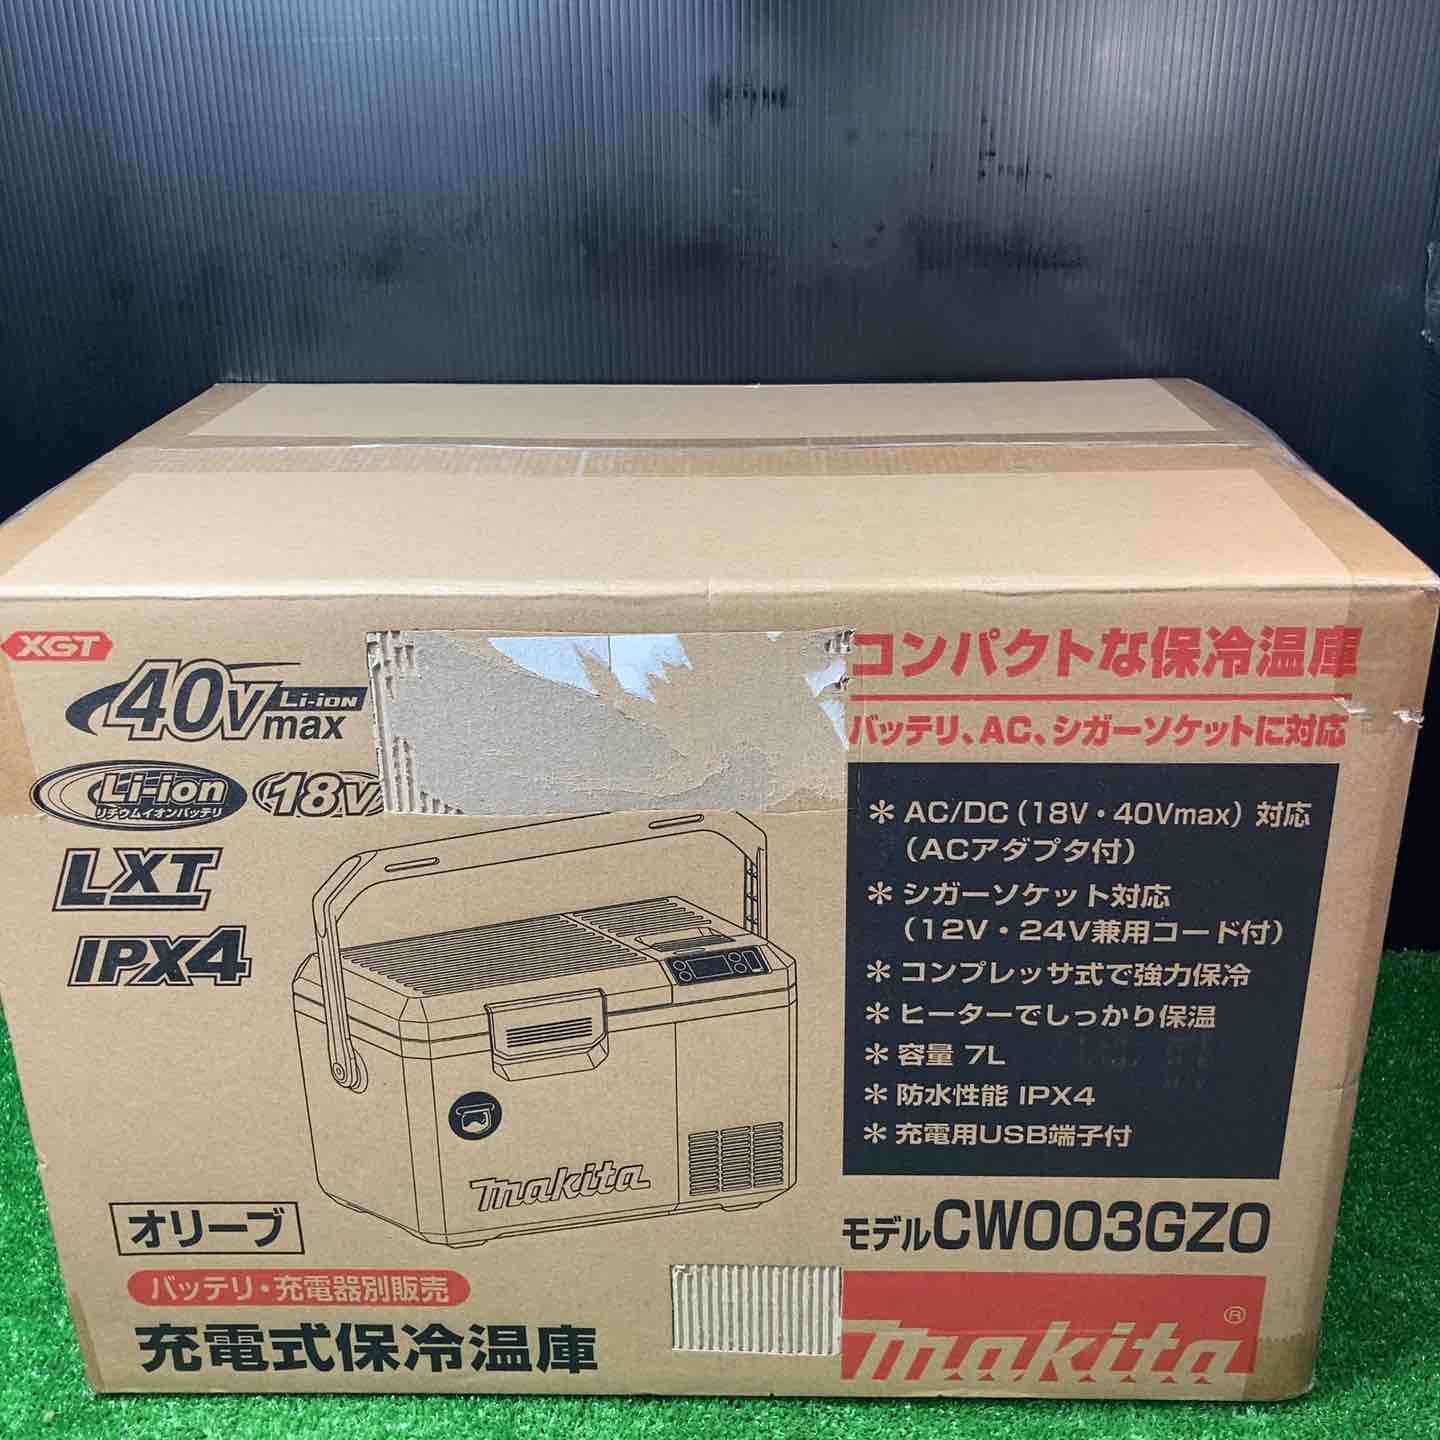 XGT
40Vmax Li-ion
Li-ion
リチウムイオンバッテリ
18V
LXT
IPX4
コンパクトな保冷温庫
バッテリ、AC、シガーソケットに対応
＊ AC/DC（18V・40Vmax）対応
（ACアダプタ付）
＊ シガーソケット対応
（12V・24V兼用コード付）
＊ コンプレッサ式で強力保冷
＊ ヒーターでしっかり保温
＊ 容量 7L
＊ 防水性能 IPX4
＊ 充電用USB端子付
makita
オリーブ
バッテリ・充電器別販売
充電式保冷温庫
モデルCW003GZO
makita®